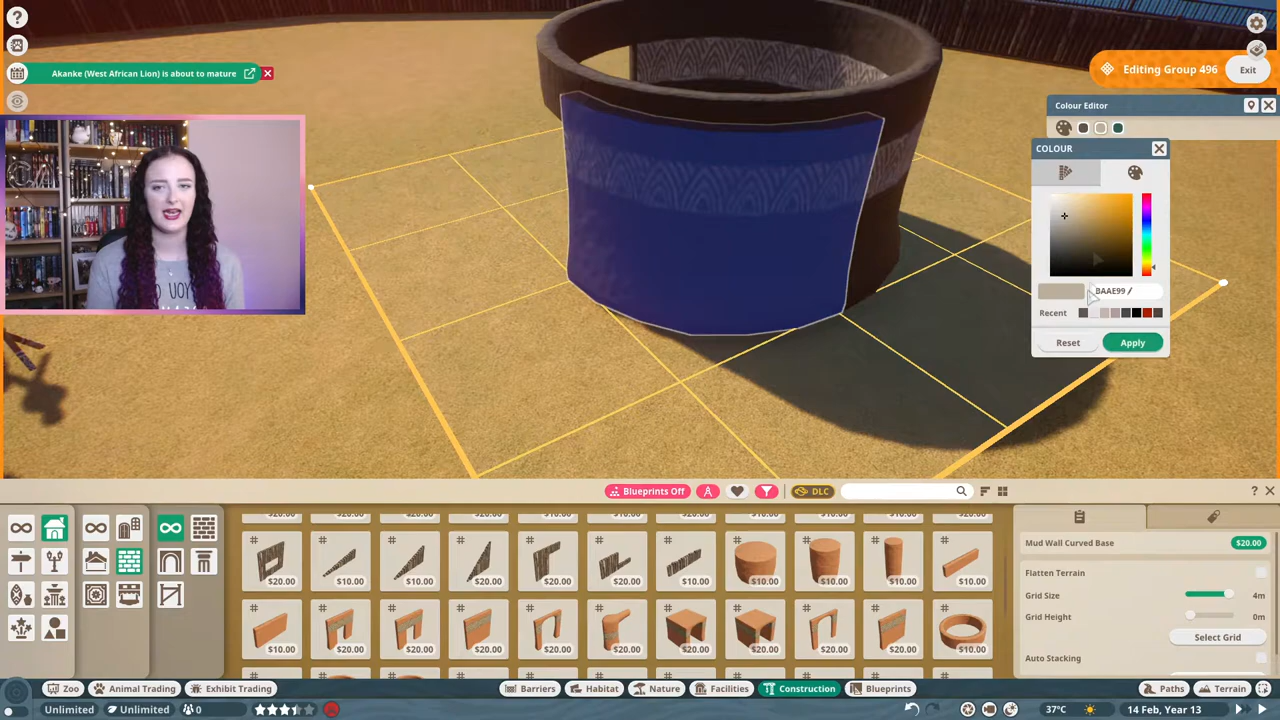 Akanke (West African Lion) is about to mature
Editing Group 496
Exit
Colour Editor
COLOUR
BAAE99 /
Recent
Reset
Apply
Blueprints Off
DLC
$20.00 $10.00 $10.00 $20.00 $20.00 $20.00 $10.00 $10.00 $10.00 $10.00 $10.00
$10.00 $20.00 $20.00 $20.00 $20.00 $20.00 $20.00 $20.00 $20.00 $20.00 $10.00
Mud Wall Curved Base
$20.00
Flatten Terrain
Grid Size
4m
Grid Height
0m
Select Grid
Auto Stacking
Zoo
Animal Trading
Exhibit Trading
Barriers
Habitat
Nature
Facilities
Construction
Blueprints
Paths
Terrain
Unlimited
Unlimited
0
37°C
14 Feb, Year 13